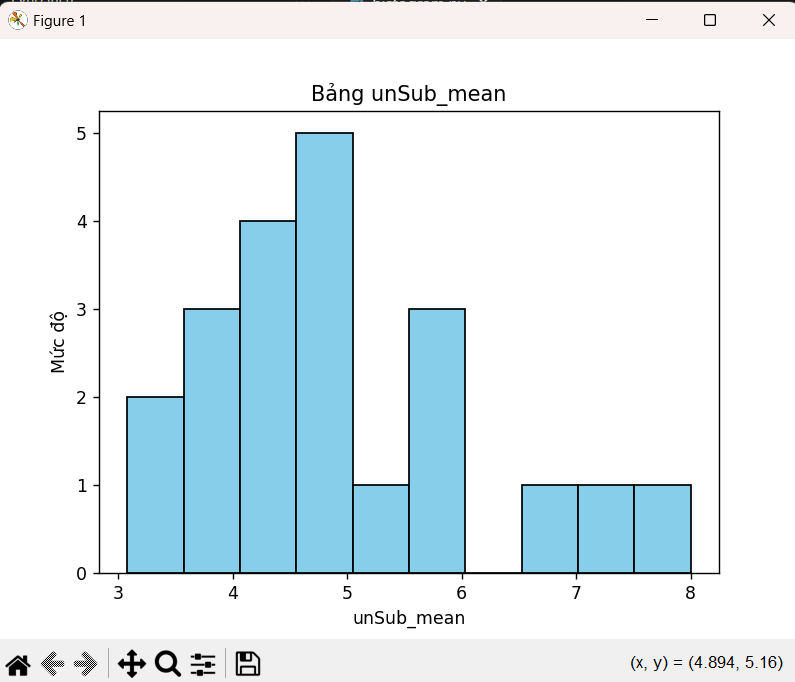 Figure 1
Bảng unSub_mean
5
4
3
2
1
0
Mức độ
3 4 5 6 7 8
unSub_mean
(x, y) = (4.894, 5.16)